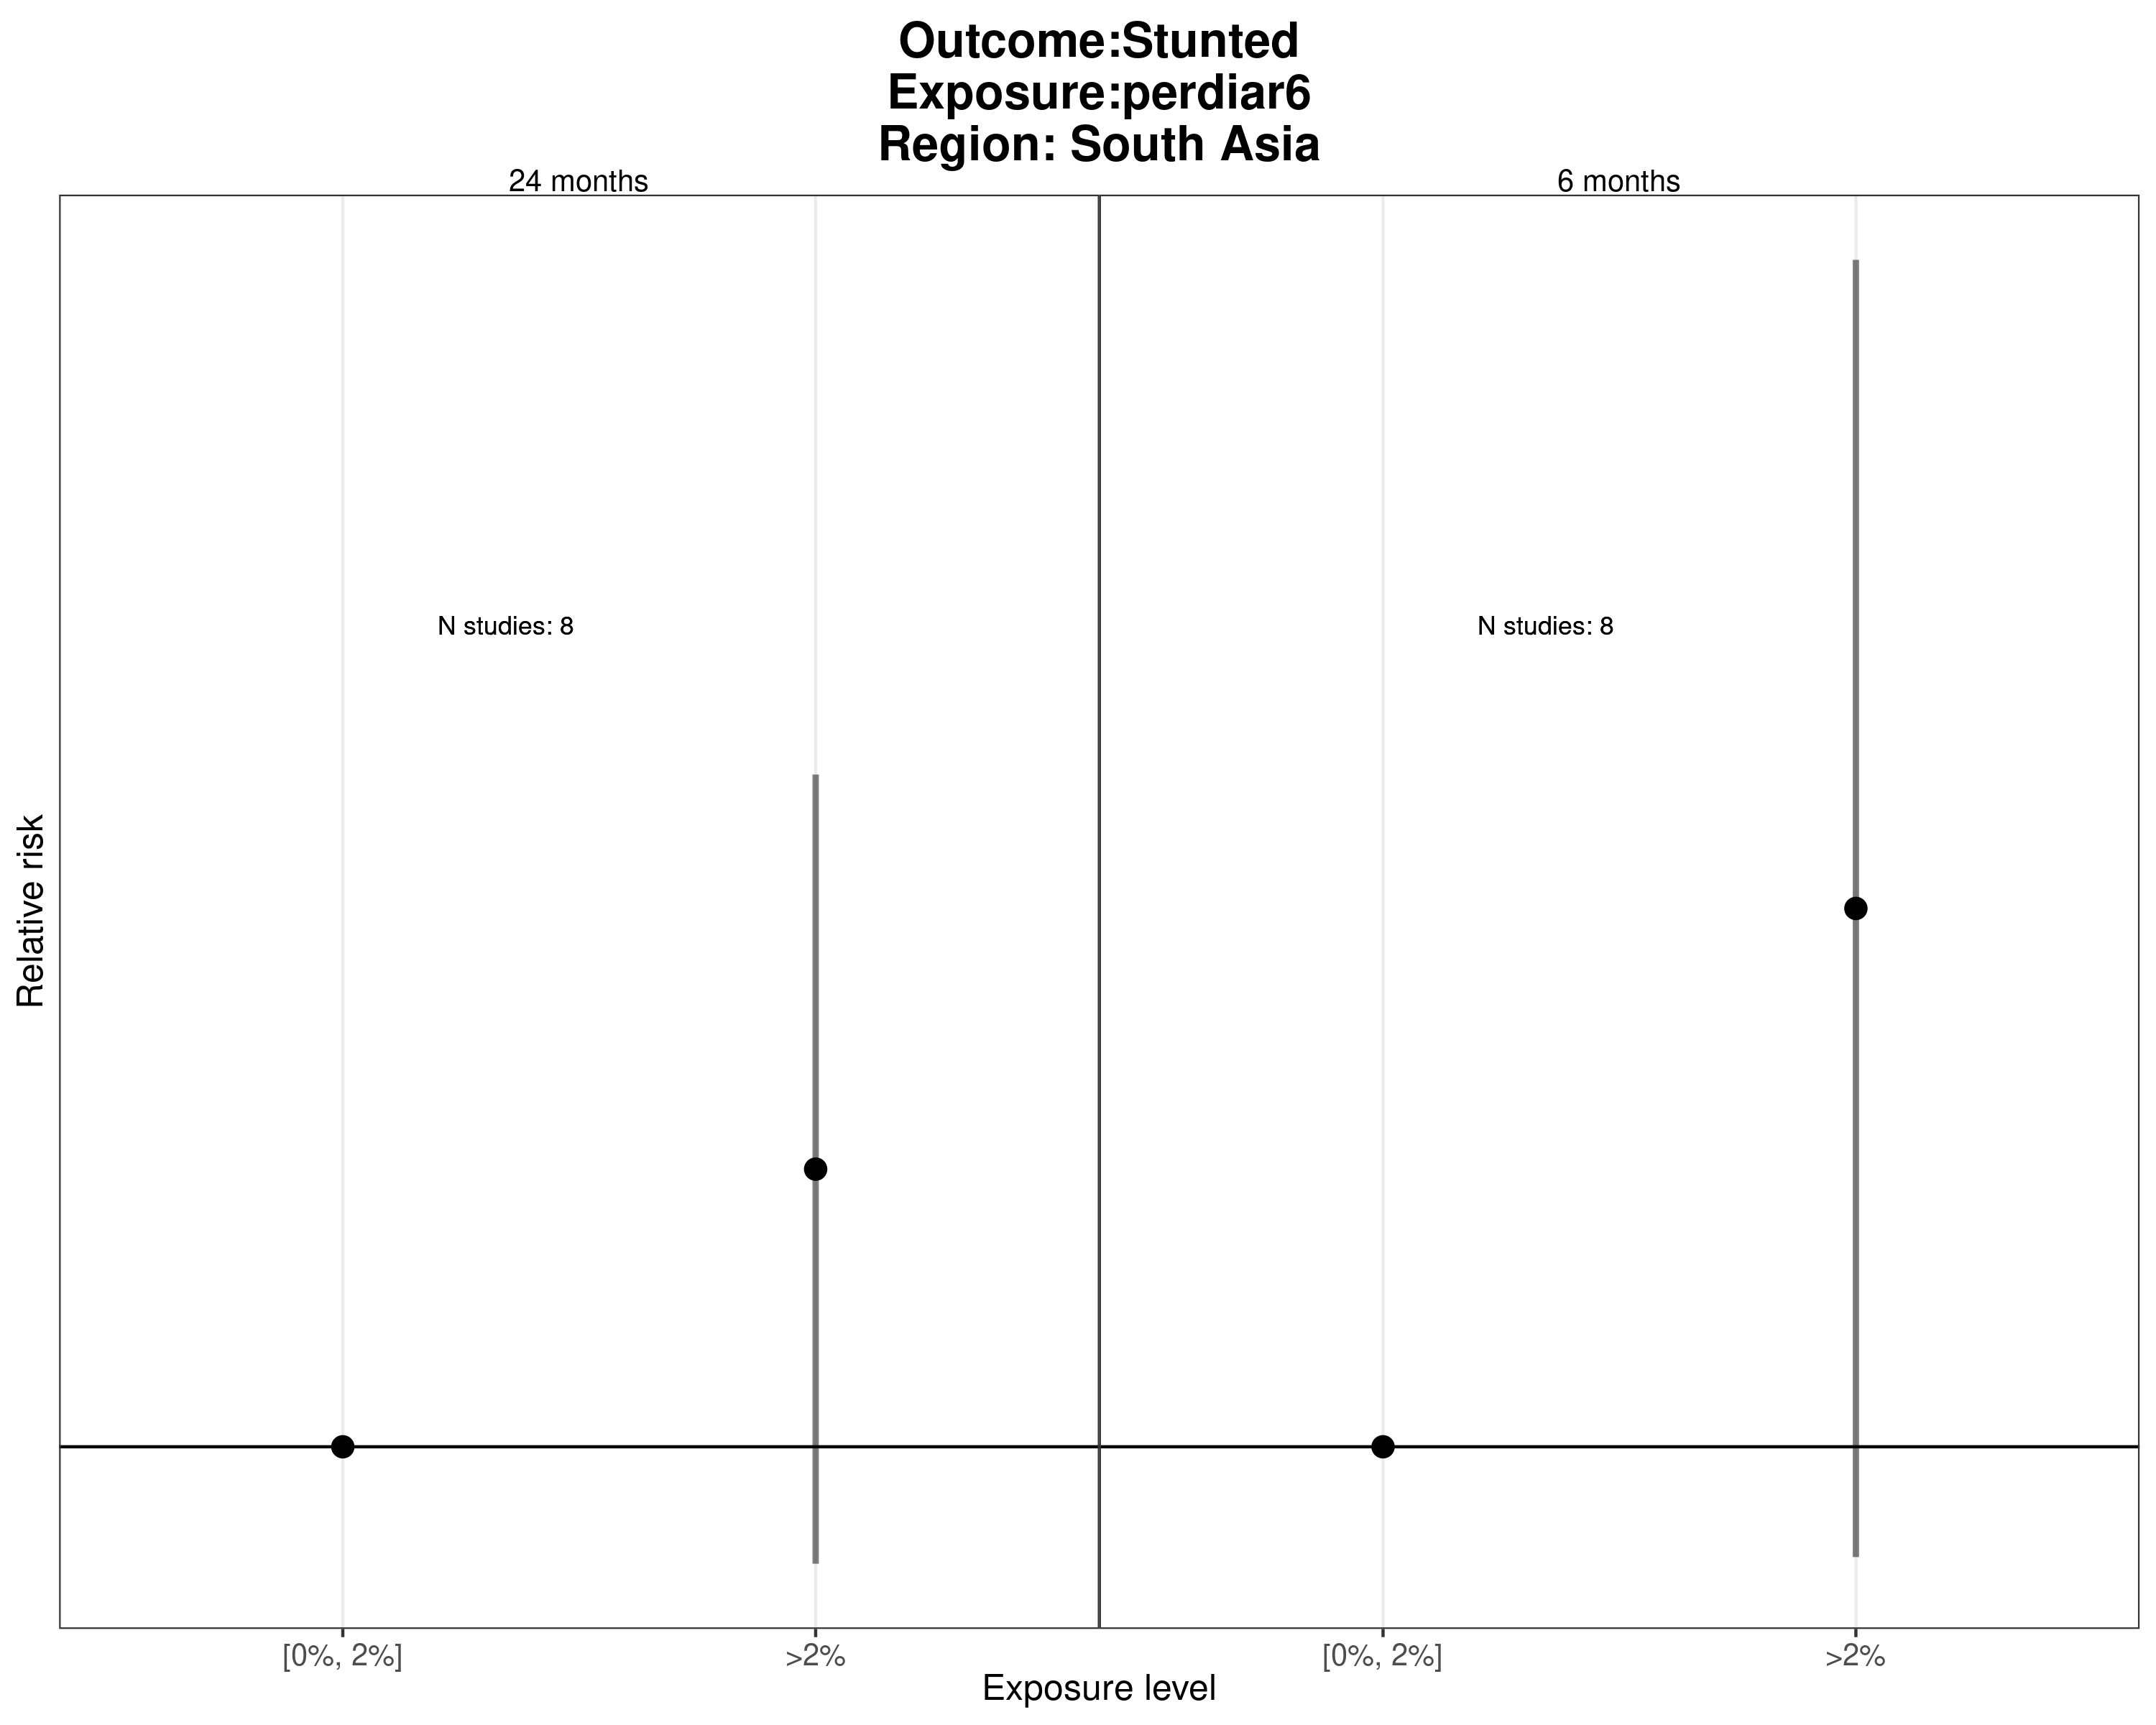 Outcome:Stunted
Exposure:perdiar6
Region: South Asia
24 months
6 months
N studies: 8
N studies: 8
Relative risk
[0%, 2%]
>2%
[0%, 2%]
>2%
Exposure level